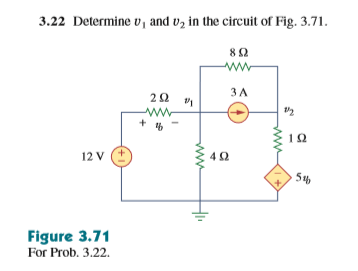 3.22 Determine v₁ and v₂ in the circuit of Fig. 3.71.
8 Ω
3 A
2 Ω v₁
v₂
+ v₀ −
1 Ω
12 V + −
4 Ω
− + 5v₀
Figure 3.71
For Prob. 3.22.